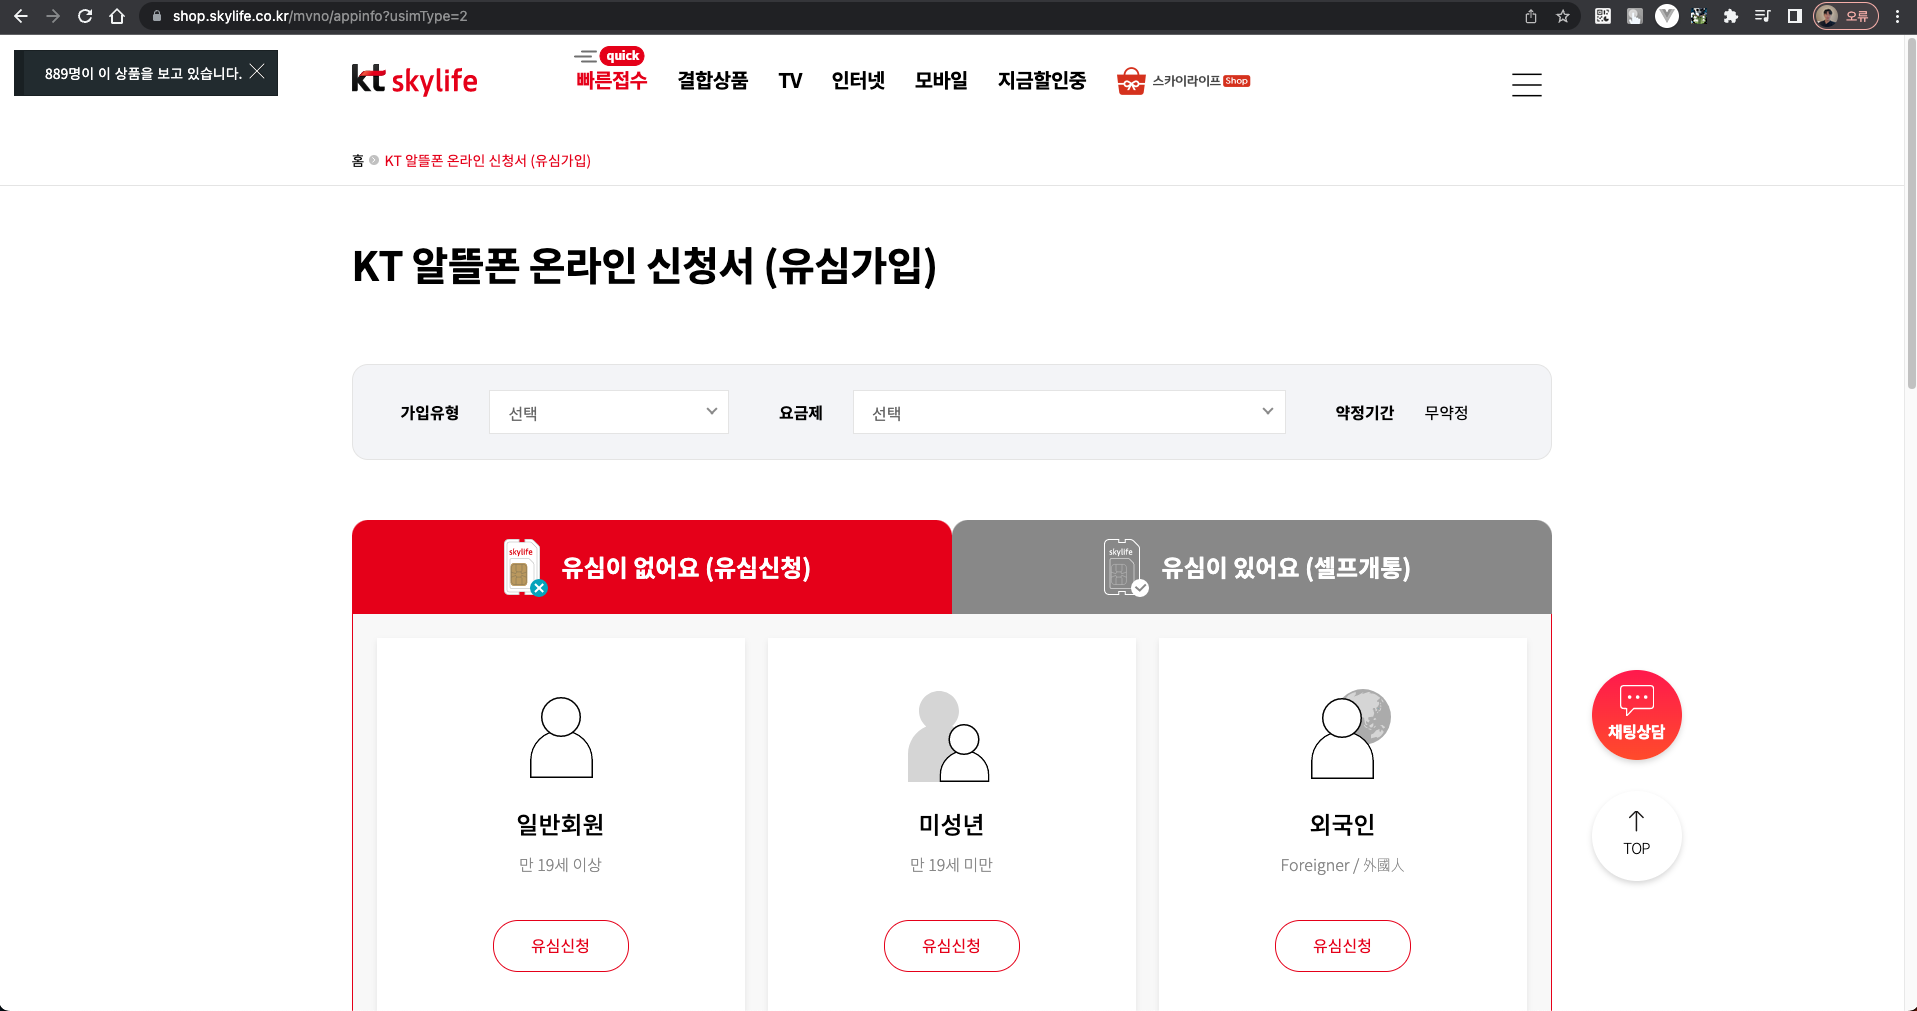 shop.skylife.co.kr/mvno/appinfo?usimType=2
오류
889명이 이 상품을 보고 있습니다.
kt skylife
quick
빠른접수
결합상품
TV
인터넷
모바일
지금할인중
스카이라이프 Shop
홈
KT 알뜰폰 온라인 신청서 (유심가입)
KT 알뜰폰 온라인 신청서 (유심가입)
가입유형
선택
요금제
선택
약정기간
무약정
skylife
유심이 없어요 (유심신청)
skylife
유심이 있어요 (셀프개통)
일반회원
만 19세 이상
유심신청
미성년
만 19세 미만
유심신청
외국인
Foreigner / 外國人
유심신청
채팅상담
TOP